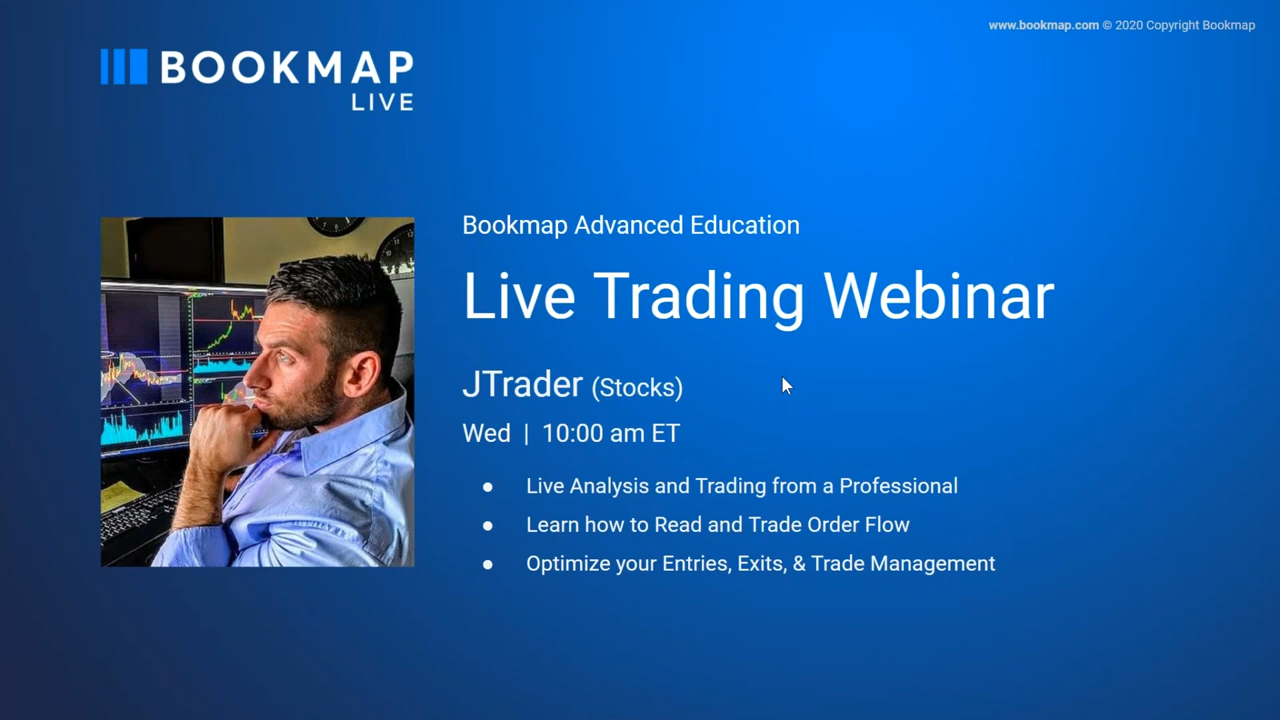 www.bookmap.com © 2020 Copyright Bookmap
BOOKMAP
LIVE
Bookmap Advanced Education
Live Trading Webinar
JTrader (Stocks)
Wed | 10:00 am ET
● Live Analysis and Trading from a Professional
● Learn how to Read and Trade Order Flow
● Optimize your Entries, Exits, & Trade Management